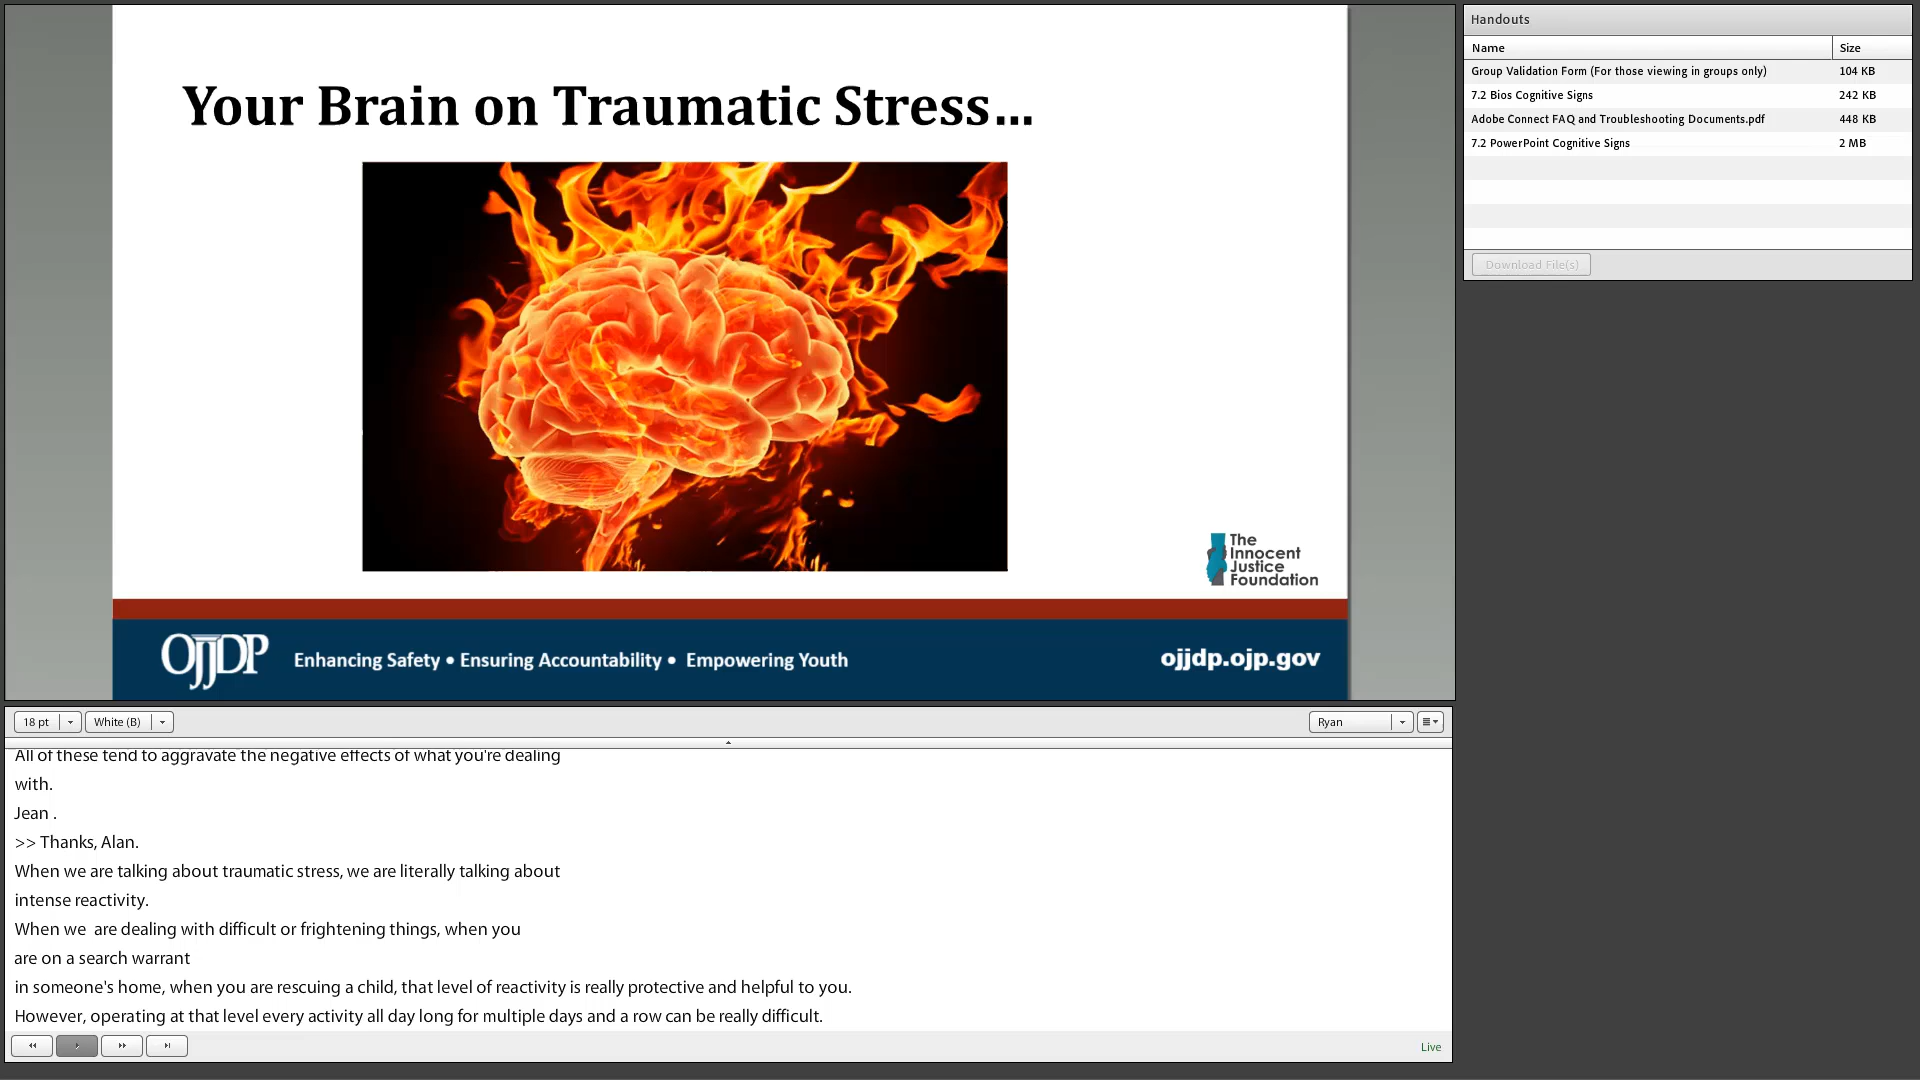 Your Brain on Traumatic Stress...
The
Innocent
Justice
Foundation
OJJDP
Enhancing Safety • Ensuring Accountability • Empowering Youth
ojjdp.ojp.gov
Handouts
Name Size
Group Validation Form (For those viewing in groups only) 104 KB
7.2 Bios Cognitive Signs 242 KB
Adobe Connect FAQ and Troubleshooting Documents.pdf 448 KB
7.2 PowerPoint Cognitive Signs 2 MB
Download File(s)
18 pt White (B) Ryan
All of these tend to aggravate the negative effects of what you're dealing
with.
Jean .
>> Thanks, Alan.
When we are talking about traumatic stress, we are literally talking about
intense reactivity.
When we  are dealing with difficult or frightening things, when you
are on a search warrant
in someone's home, when you are rescuing a child, that level of reactivity is really protective and helpful to you.
However, operating at that level every activity all day long for multiple days and a row can be really difficult.
Live